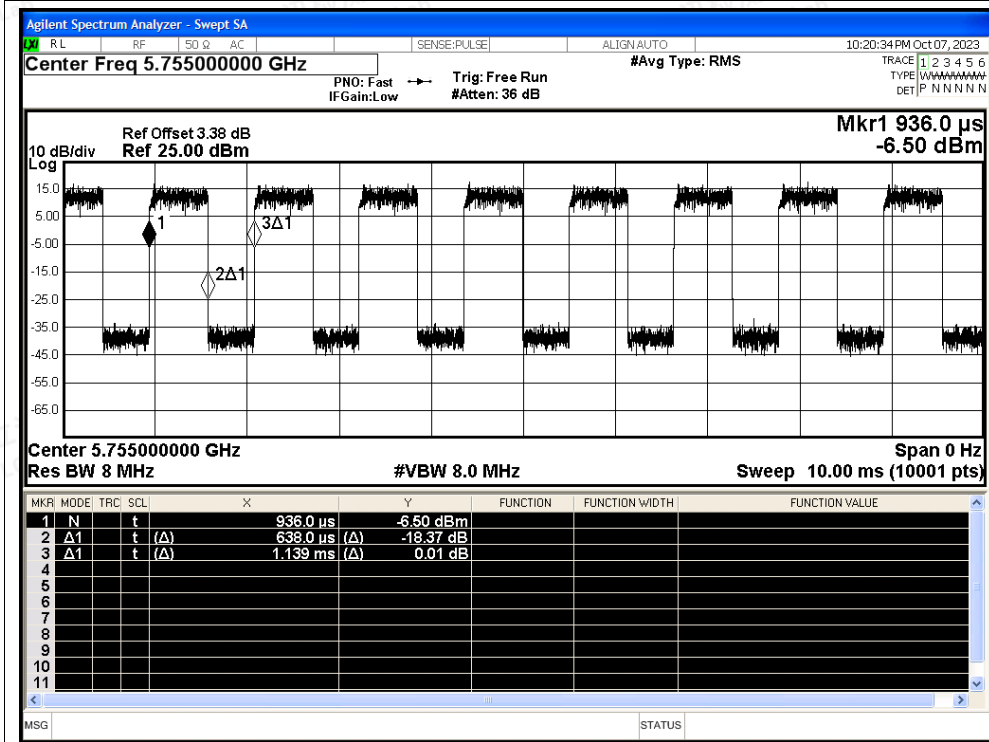 Agilent Spectrum Analyzer - Swept SA
LXI RL RF 50 Ω AC SENSE:PULSE ALIGN AUTO 10:20:34 PM Oct 07, 2023
Center Freq 5.755000000 GHz #Avg Type: RMS TRACE 1 2 3 4 5 6
PNO: Fast Trig: Free Run TYPE WWWWWW
IFGain:Low #Atten: 36 dB DET P N N N N N
Mkr1 936.0 µs
Ref Offset 3.38 dB
10 dB/div Ref 25.00 dBm -6.50 dBm
Log
15.0
5.00
1 3Δ1
-5.00
-15.0 2Δ1
-25.0
-35.0
-45.0
-55.0
-65.0
Center 5.755000000 GHz Span 0 Hz
Res BW 8 MHz #VBW 8.0 MHz Sweep 10.00 ms (10001 pts)
MKR MODE TRC SCL X Y FUNCTION FUNCTION WIDTH FUNCTION VALUE
1 N t 936.0 µs -6.50 dBm
2 Δ1 t (Δ) 638.0 µs (Δ) -18.37 dB
3 Δ1 t (Δ) 1.139 ms (Δ) 0.01 dB
4
5
6
7
8
9
10
11
MSG STATUS